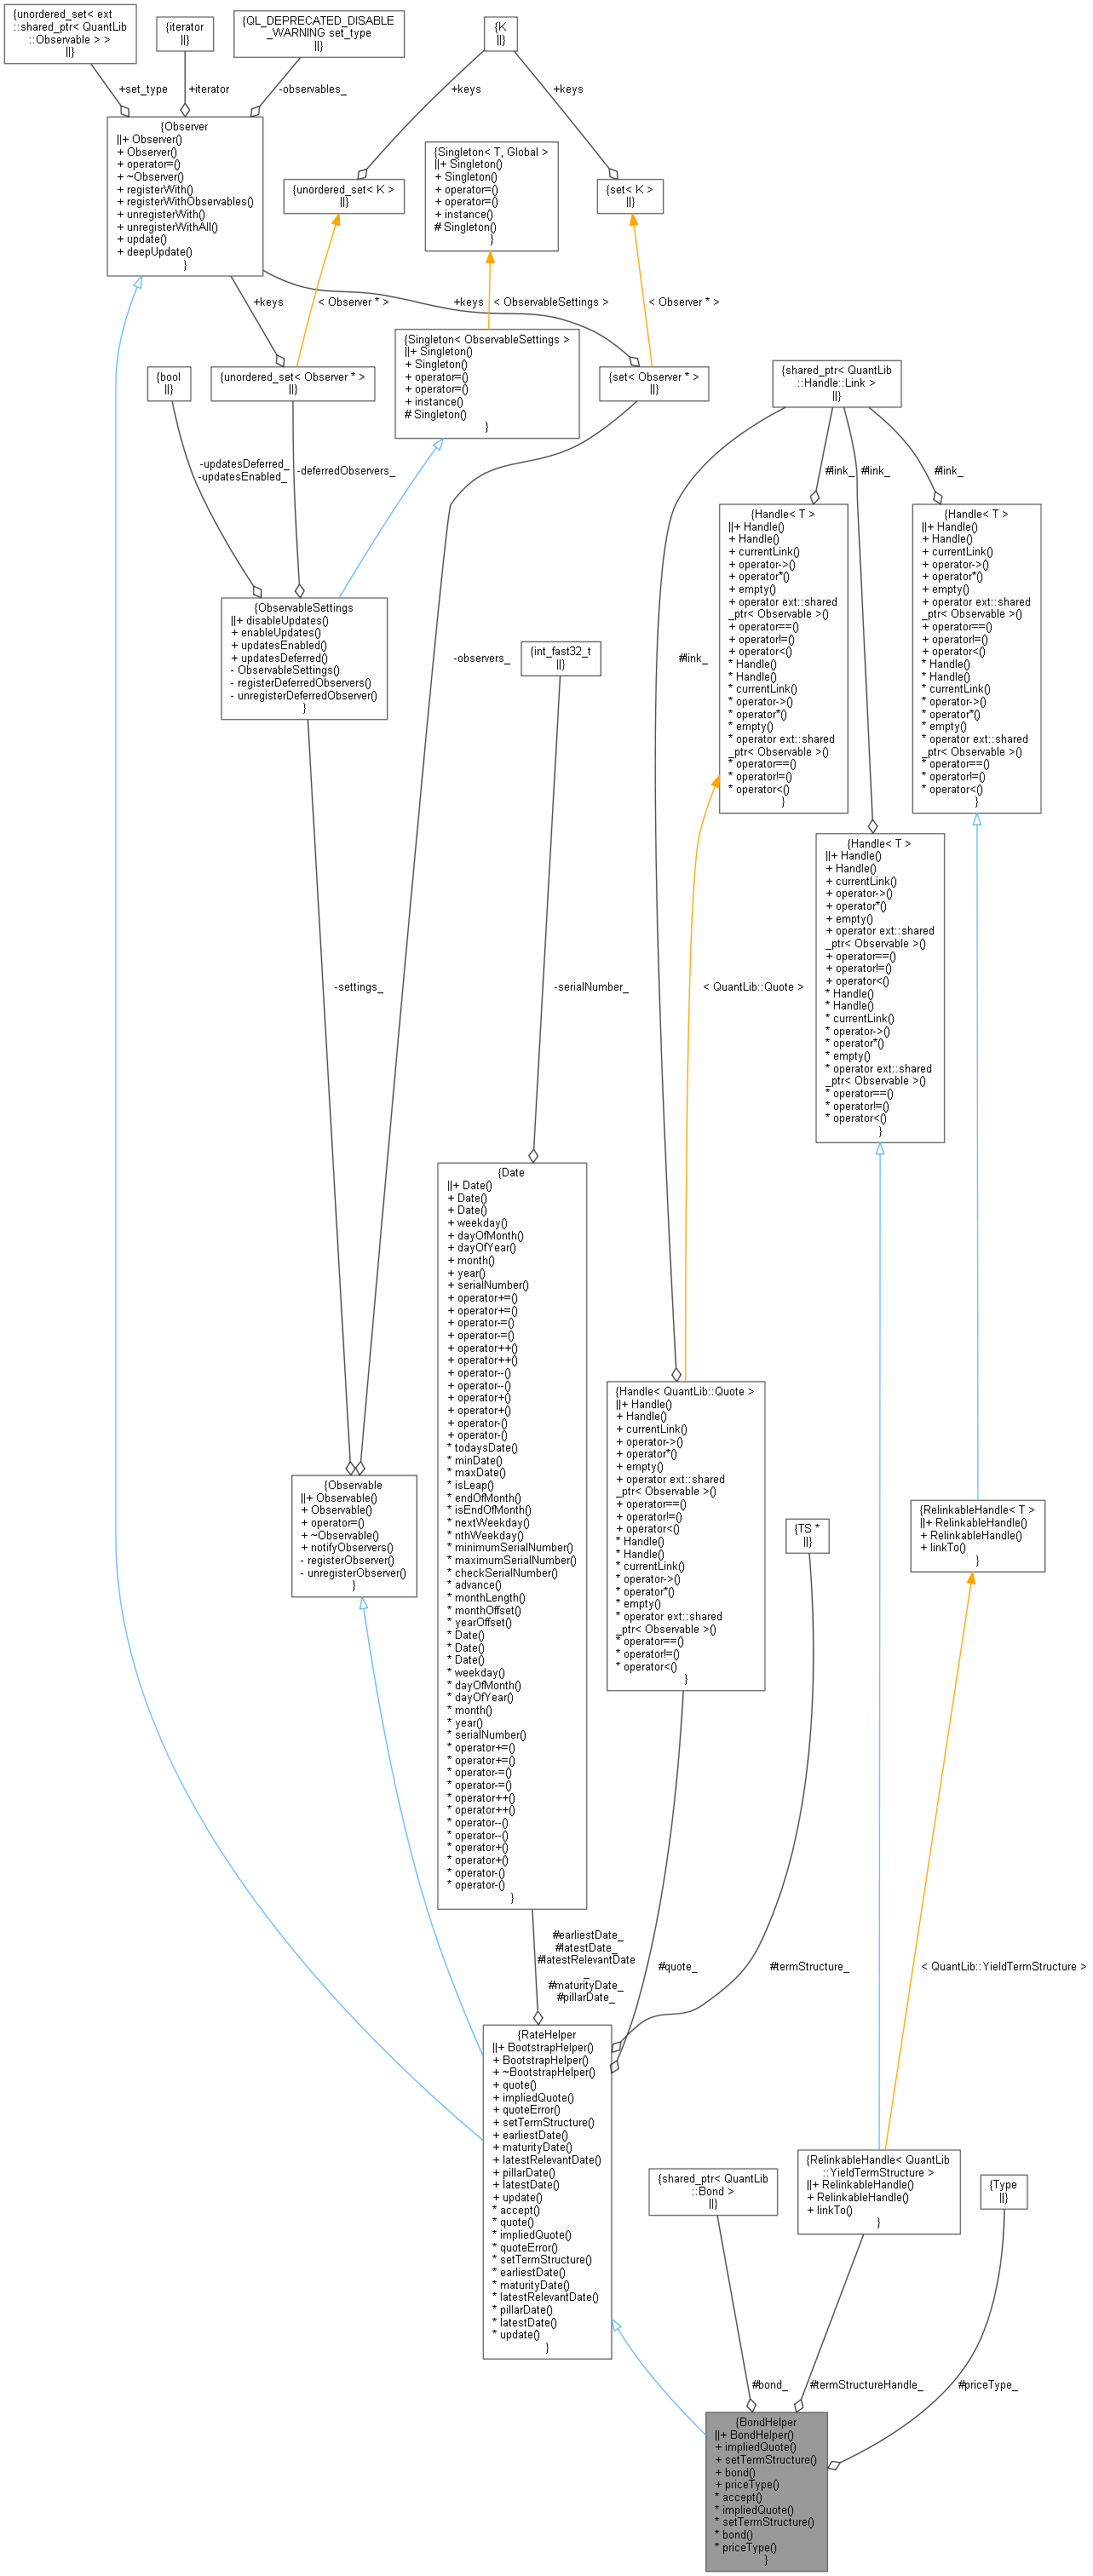 {unordered_set< ext
::shared_ptr< QuantLib
::Observable > >
||}
{iterator
||}
{QL_DEPRECATED_DISABLE
_WARNING set_type
||}
{K
||}
+set_type
+iterator
-observables_
+keys
+keys
{Observer
||+ Observer()
+ Observer()
+ operator=()
+ ~Observer()
+ registerWith()
+ registerWithObservables()
+ unregisterWith()
+ unregisterWithAll()
+ update()
+ deepUpdate()
}
{Singleton< T, Global >
||+ Singleton()
+ Singleton()
+ operator=()
+ operator=()
+ instance()
# Singleton()
}
{unordered_set< K >
||}
{set< K >
||}
+keys
< Observer * >
+keys
< ObservableSettings >
< Observer * >
{bool
||}
{unordered_set< Observer * >
||}
{Singleton< ObservableSettings >
||+ Singleton()
+ Singleton()
+ operator=()
+ operator=()
+ instance()
# Singleton()
}
{set< Observer * >
||}
{shared_ptr< QuantLib
::Handle::Link >
||}
-updatesDeferred_
-updatesEnabled_
-deferredObservers_
#link_
#link_
#link_
{Handle< T >
||+ Handle()
+ Handle()
+ currentLink()
+ operator->()
+ operator*()
+ empty()
+ operator ext::shared
_ptr< Observable >()
+ operator==()
+ operator!=()
+ operator<()
* Handle()
* Handle()
* currentLink()
* operator->()
* operator*()
* empty()
* operator ext::shared
_ptr< Observable >()
* operator==()
* operator!=()
* operator<()
}
{Handle< T >
||+ Handle()
+ Handle()
+ currentLink()
+ operator->()
+ operator*()
+ empty()
+ operator ext::shared
_ptr< Observable >()
+ operator==()
+ operator!=()
+ operator<()
* Handle()
* Handle()
* currentLink()
* operator->()
* operator*()
* empty()
* operator ext::shared
_ptr< Observable >()
* operator==()
* operator!=()
* operator<()
}
{ObservableSettings
||+ disableUpdates()
+ enableUpdates()
+ updatesEnabled()
+ updatesDeferred()
- ObservableSettings()
- registerDeferredObservers()
- unregisterDeferredObserver()
}
{int_fast32_t
||}
-observers_
#link_
{Handle< T >
||+ Handle()
+ Handle()
+ currentLink()
+ operator->()
+ operator*()
+ empty()
+ operator ext::shared
_ptr< Observable >()
+ operator==()
+ operator!=()
+ operator<()
* Handle()
* Handle()
* currentLink()
* operator->()
* operator*()
* empty()
* operator ext::shared
_ptr< Observable >()
* operator==()
* operator!=()
* operator<()
}
-settings_
-serialNumber_
< QuantLib::Quote >
{Date
||+ Date()
+ Date()
+ Date()
+ weekday()
+ dayOfMonth()
+ dayOfYear()
+ month()
+ year()
+ serialNumber()
+ operator+=()
+ operator+=()
+ operator-=()
+ operator-=()
+ operator++()
+ operator++()
+ operator--()
+ operator--()
+ operator+()
+ operator+()
+ operator-()
+ operator-()
* todaysDate()
* minDate()
* maxDate()
* isLeap()
* endOfMonth()
* isEndOfMonth()
* nextWeekday()
* nthWeekday()
* minimumSerialNumber()
* maximumSerialNumber()
* checkSerialNumber()
* advance()
* monthLength()
* monthOffset()
* yearOffset()
* Date()
* Date()
* Date()
* weekday()
* dayOfMonth()
* dayOfYear()
* month()
* year()
* serialNumber()
* operator+=()
* operator+=()
* operator-=()
* operator-=()
* operator++()
* operator++()
* operator--()
* operator--()
* operator+()
* operator+()
* operator-()
* operator-()
}
{Handle< QuantLib::Quote >
||+ Handle()
+ Handle()
+ currentLink()
+ operator->()
+ operator*()
+ empty()
+ operator ext::shared
_ptr< Observable >()
+ operator==()
+ operator!=()
+ operator<()
* Handle()
* Handle()
* currentLink()
* operator->()
* operator*()
* empty()
* operator ext::shared
_ptr< Observable >()
* operator==()
* operator!=()
* operator<()
}
{Observable
||+ Observable()
+ Observable()
+ operator=()
+ ~Observable()
+ notifyObservers()
- registerObserver()
- unregisterObserver()
}
{TS *
||}
{RelinkableHandle< T >
||+ RelinkableHandle()
+ RelinkableHandle()
+ linkTo()
}
#earliestDate_
#latestDate_
#latestRelevantDate
_
#maturityDate_
#pillarDate_
#quote_
#termStructure_
< QuantLib::YieldTermStructure >
{RateHelper
||+ BootstrapHelper()
+ BootstrapHelper()
+ ~BootstrapHelper()
+ quote()
+ impliedQuote()
+ quoteError()
+ setTermStructure()
+ earliestDate()
+ maturityDate()
+ latestRelevantDate()
+ pillarDate()
+ latestDate()
+ update()
* accept()
* quote()
* impliedQuote()
* quoteError()
* setTermStructure()
* earliestDate()
* maturityDate()
* latestRelevantDate()
* pillarDate()
* latestDate()
* update()
}
{shared_ptr< QuantLib
::Bond >
||}
{RelinkableHandle< QuantLib
::YieldTermStructure >
||+ RelinkableHandle()
+ RelinkableHandle()
+ linkTo()
}
{Type
||}
#bond_
#termStructureHandle_
#priceType_
{BondHelper
||+ BondHelper()
+ impliedQuote()
+ setTermStructure()
+ bond()
+ priceType()
* accept()
* impliedQuote()
* setTermStructure()
* bond()
* priceType()
}